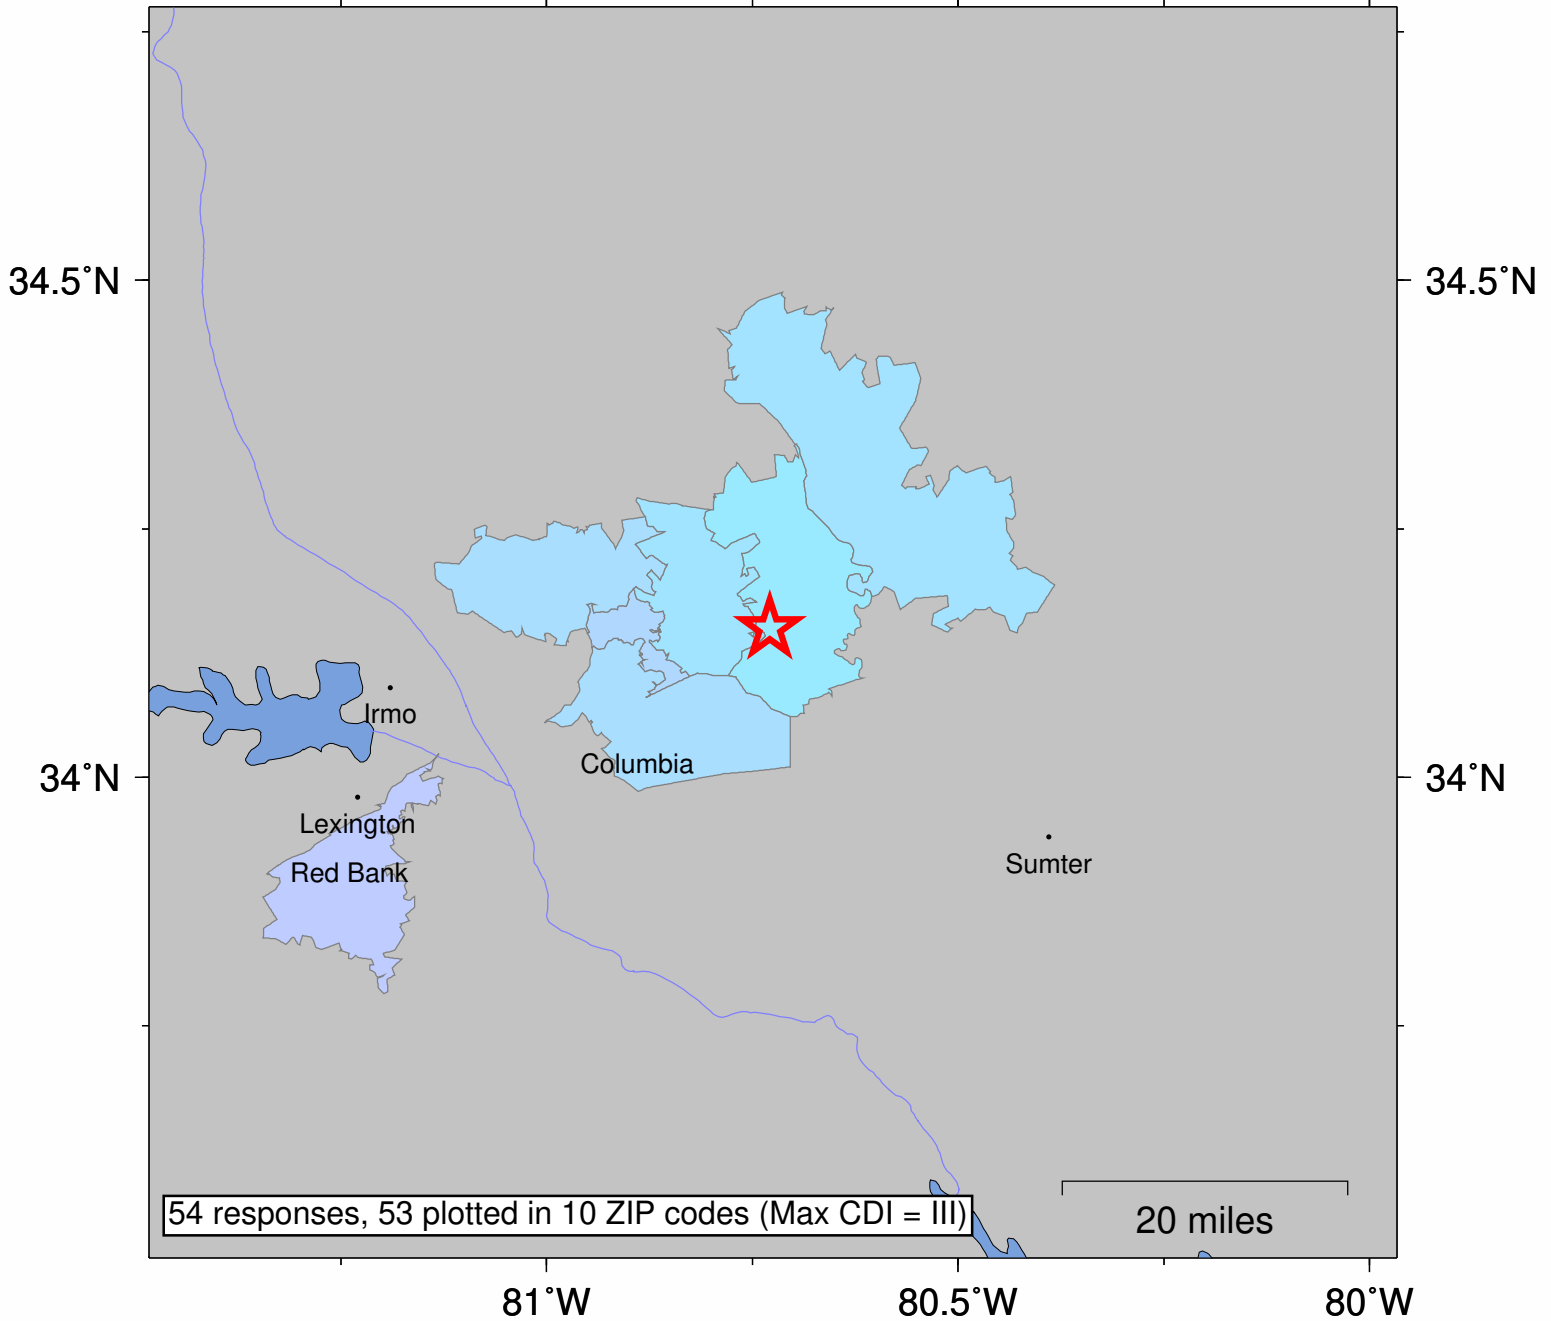 34.5°N
34.5°N
Irmo
Columbia
34°N
34°N
Lexington
Sumter
Red Bank
54 responses, 53 plotted in 10 ZIP codes (Max CDI = III)
20 miles
81°W
80.5°W
80°W